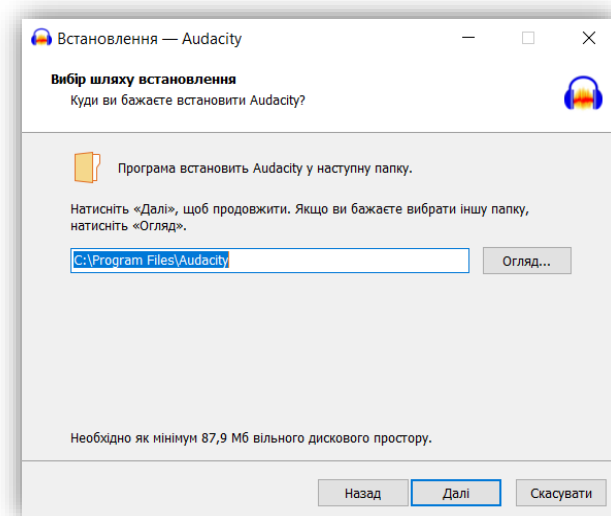 Встановлення — Audacity
Вибір шляху встановлення
Куди ви бажаєте встановити Audacity?
Програма встановить Audacity у наступну папку.
Натисніть «Далі», щоб продовжити. Якщо ви бажаєте вибрати іншу папку,
натисніть «Огляд».
C:\Program Files\Audacity
Огляд...
Необхідно як мінімум 87,9 Мб вільного дискового простору.
Назад
Далі
Скасувати